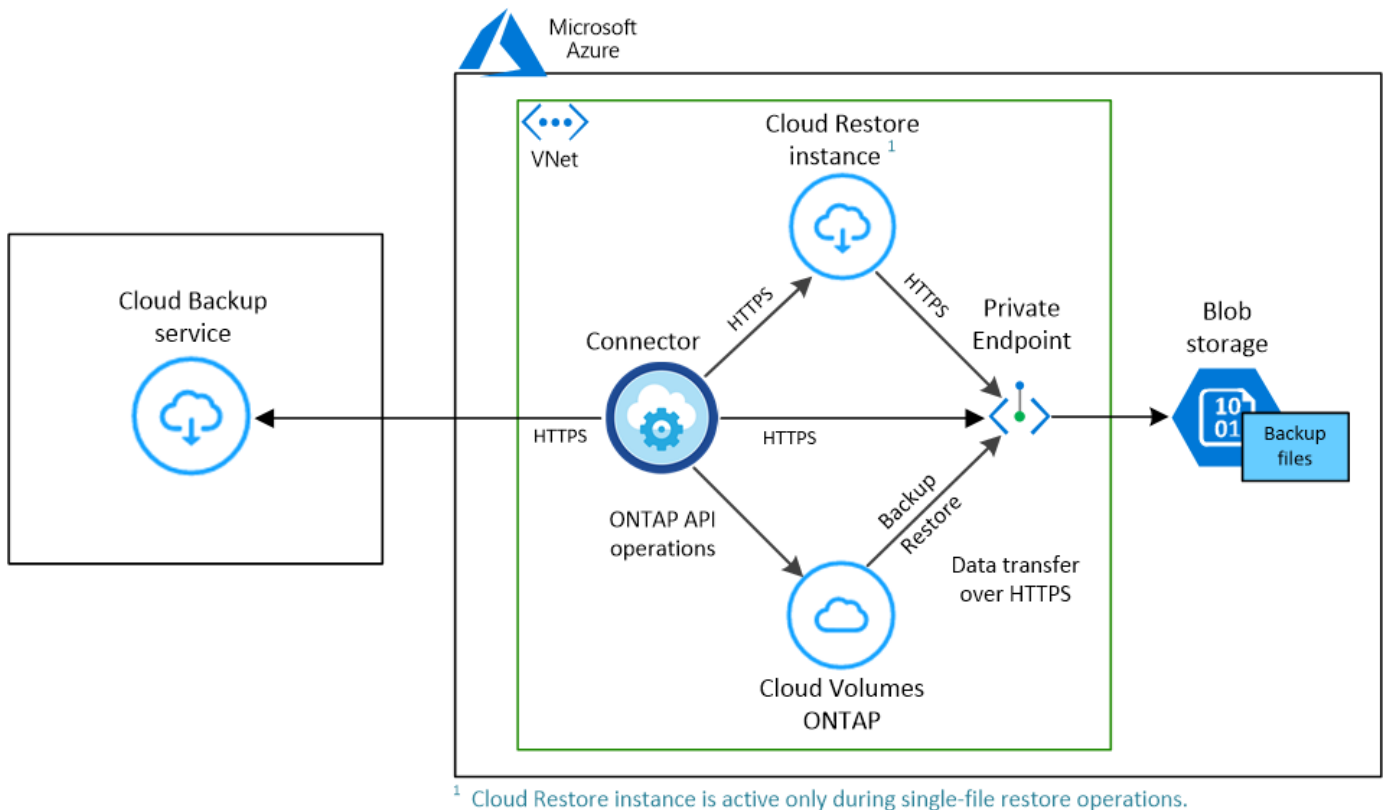 Microsoft
Azure
VNet
Cloud Restore
instance 1
Cloud Backup
service
Connector
HTTPS
HTTPS
Private
Endpoint
Blob
storage
HTTPS
HTTPS
10
01
Backup
files
ONTAP API
operations
Backup
Restore
Data transfer
over HTTPS
Cloud Volumes
ONTAP
1 Cloud Restore instance is active only during single-file restore operations.